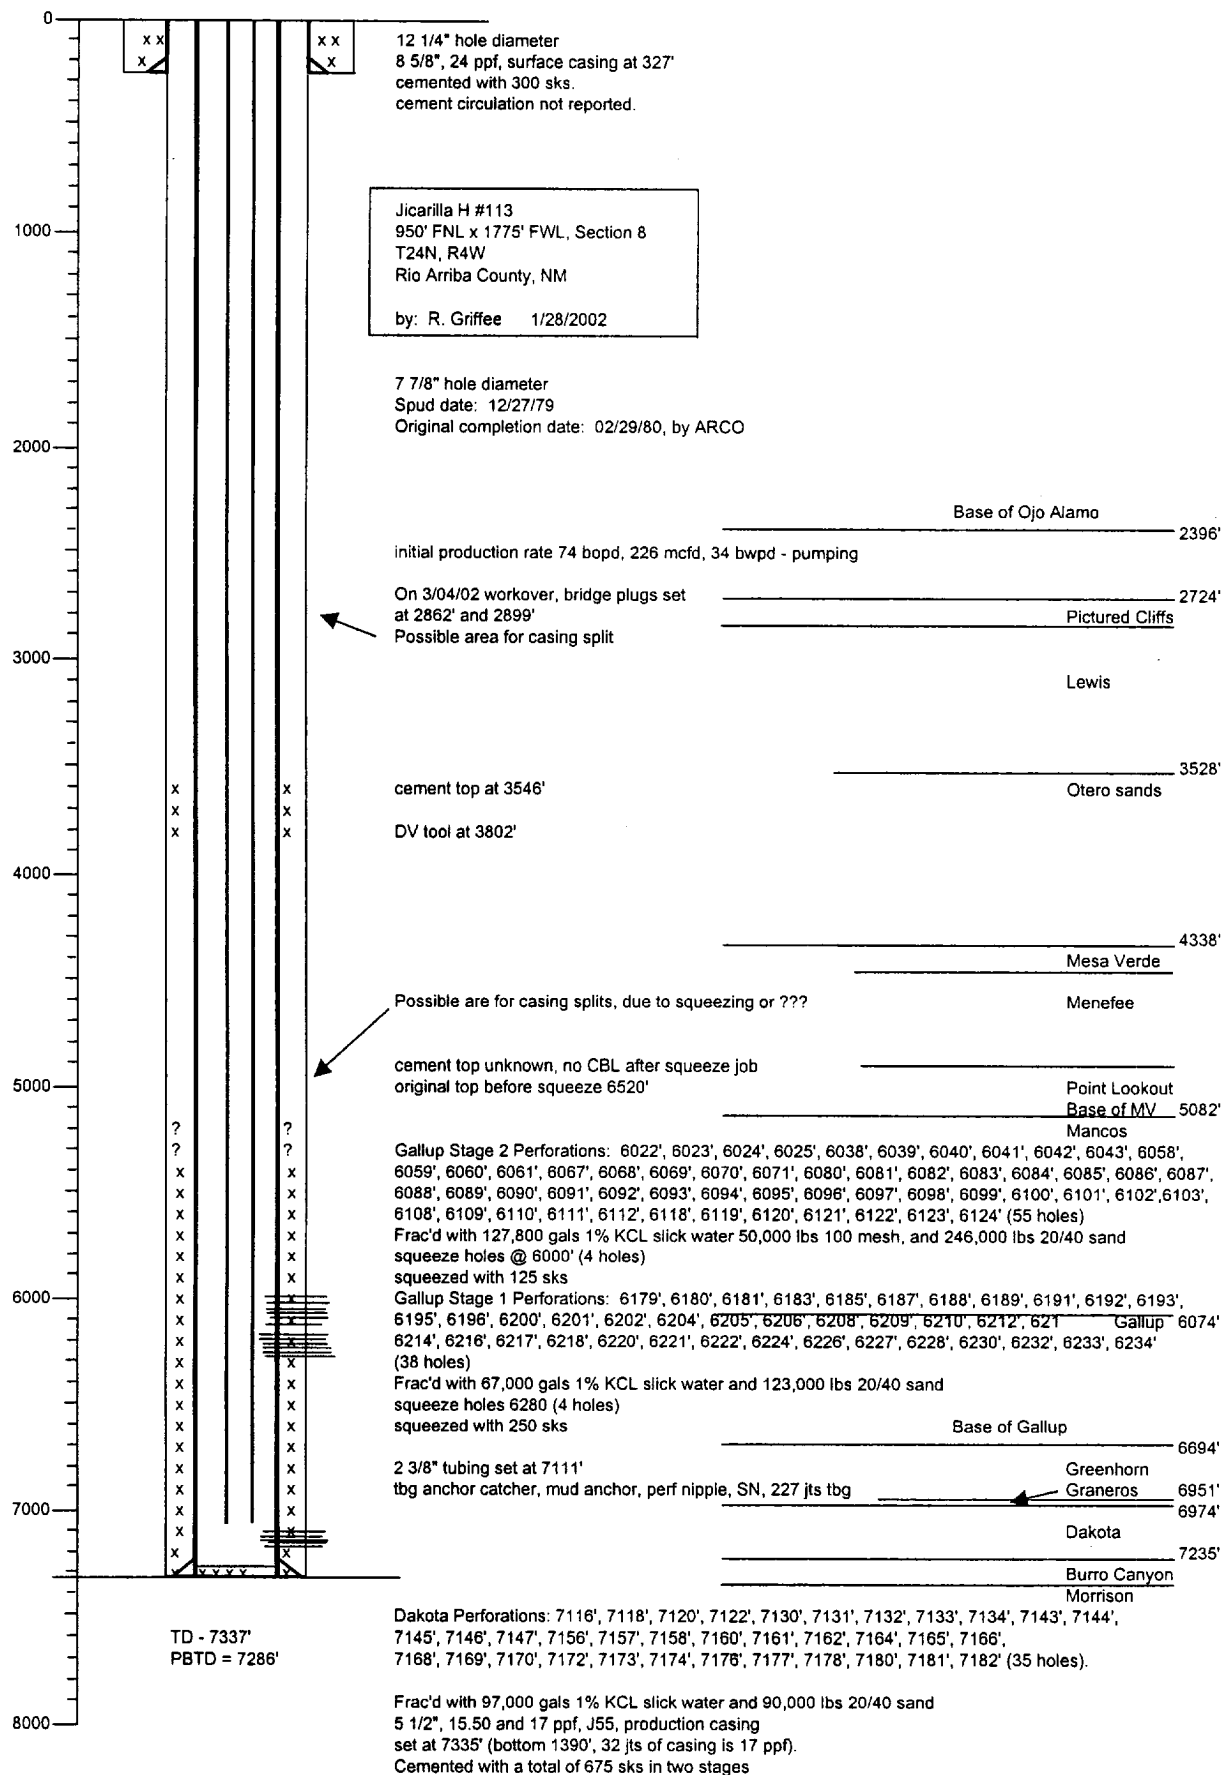 0
x x
x
x x
x
12 1/4" hole diameter
8 5/8", 24 ppf, surface casing at 327'
cemented with 300 sks.
cement circulation not reported.
Jicarilla H #113
950' FNL x 1775' FWL, Section 8
T24N, R4W
Rio Arriba County, NM
by: R. Griffee 1/28/2002
1000
7 7/8" hole diameter
Spud date: 12/27/79
Original completion date: 02/29/80, by ARCO
2000
Base of Ojo Alamo
2396'
initial production rate 74 bopd, 226 mcfd, 34 bwpd - pumping
On 3/04/02 workover, bridge plugs set
at 2862' and 2899'
Possible area for casing split
2724'
Pictured Cliffs
3000
Lewis
3528'
Otero sands
x x
cement top at 3546'
x x
x x
DV tool at 3802'
4000
4338'
Mesa Verde
Possible are for casing splits, due to squeezing or ???
Menefee
cement top unknown, no CBL after squeeze job
original top before squeeze 6520'
5000
Point Lookout
Base of MV 5082'
Mancos
? ?
? ?
x x
x x
x x
x x
x x
x x
Gallup Stage 2 Perforations: 6022', 6023', 6024', 6025', 6038', 6039', 6040', 6041', 6042', 6043', 6058',
6059', 6060', 6061', 6067', 6068', 6069', 6070', 6071', 6080', 6081', 6082', 6083', 6084', 6085', 6086', 6087',
6088', 6089', 6090', 6091', 6092', 6093', 6094', 6095', 6096', 6097', 6098', 6099', 6100', 6101', 6102',6103',
6108', 6109', 6110', 6111', 6112', 6118', 6119', 6120', 6121', 6122', 6123', 6124' (55 holes)
Frac'd with 127,800 gals 1% KCL slick water 50,000 lbs 100 mesh, and 246,000 lbs 20/40 sand
squeeze holes @ 6000' (4 holes)
squeezed with 125 sks
6000
x x
x x
x x
x x
Gallup Stage 1 Perforations: 6179', 6180', 6181', 6183', 6185', 6187', 6188', 6189', 6191', 6192', 6193',
6195', 6196', 6200', 6201', 6202', 6204', 6205', 6206', 6208', 6209', 6210', 6212', 621 Gallup 6074'
6214', 6216', 6217', 6218', 6220', 6221', 6222', 6224', 6226', 6227', 6228', 6230', 6232', 6233', 6234'
(38 holes)
Frac'd with 67,000 gals 1% KCL slick water and 123,000 lbs 20/40 sand
squeeze holes 6280 (4 holes)
squeezed with 250 sks
x x
x x
x x
x x
x x
x x
Base of Gallup
6694'
2 3/8" tubing set at 7111'
tbg anchor catcher, mud anchor, perf nipple, SN, 227 jts tbg
Greenhorn
Graneros 6951'
6974'
7000
x x
x x
x x
x x x x x x
Dakota
7235'
Burro Canyon
Morrison
TD - 7337'
PBTD = 7286'
Dakota Perforations: 7116', 7118', 7120', 7122', 7130', 7131', 7132', 7133', 7134', 7143', 7144',
7145', 7146', 7147', 7156', 7157', 7158', 7160', 7161', 7162', 7164', 7165', 7166',
7168', 7169', 7170', 7172', 7173', 7174', 7176', 7177', 7178', 7180', 7181', 7182' (35 holes).
Frac'd with 97,000 gals 1% KCL slick water and 90,000 lbs 20/40 sand
8000
5 1/2", 15.50 and 17 ppf, J55, production casing
set at 7335' (bottom 1390', 32 jts of casing is 17 ppf).
Cemented with a total of 675 sks in two stages